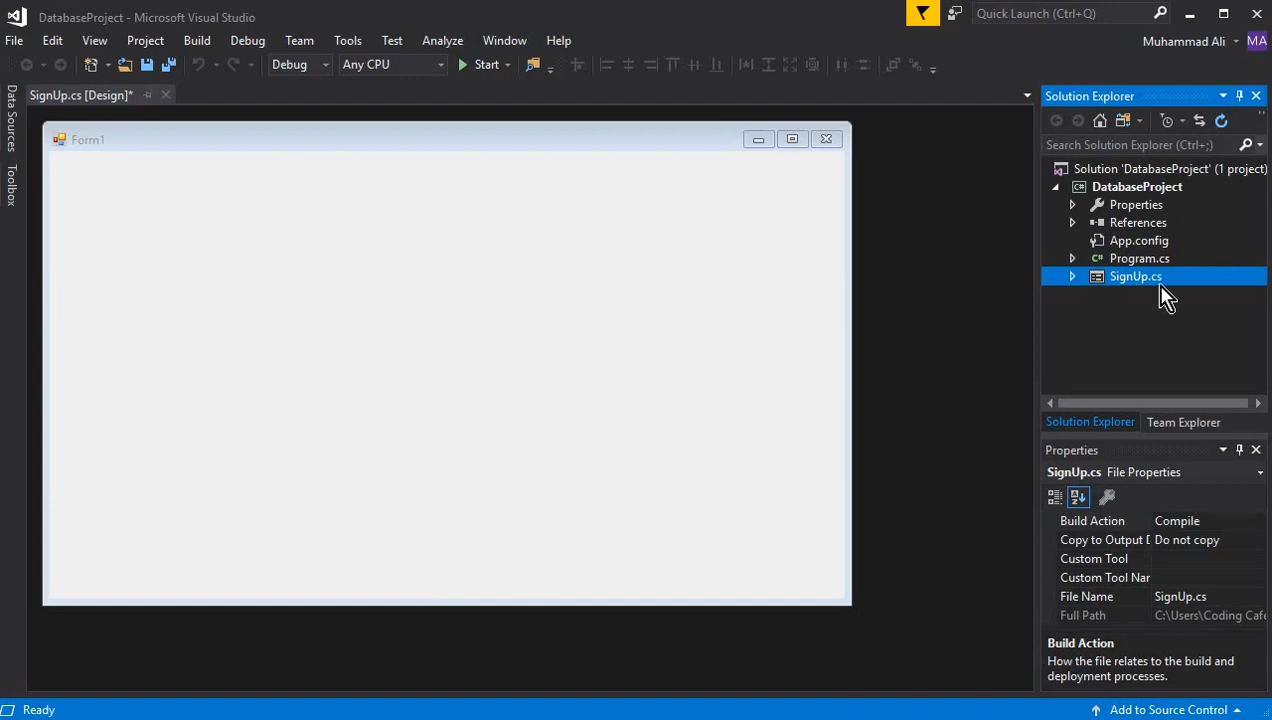 DatabaseProject - Microsoft Visual Studio
Quick Launch (Ctrl+Q)
File Edit View Project Build Debug Team Tools Test Analyze Window Help
Muhammad Ali MA
Debug Any CPU Start
SignUp.cs [Design]*
Data Sources
Toolbox
Form1
Solution Explorer
Search Solution Explorer (Ctrl+;)
Solution 'DatabaseProject' (1 project)
DatabaseProject
Properties
References
App.config
Program.cs
SignUp.cs
Solution Explorer Team Explorer
Properties
SignUp.cs File Properties
Build Action Compile
Copy to Output D Do not copy
Custom Tool
Custom Tool Nar
File Name SignUp.cs
Full Path C:\Users\Coding Cafe
Build Action
How the file relates to the build and
deployment processes.
Ready
Add to Source Control